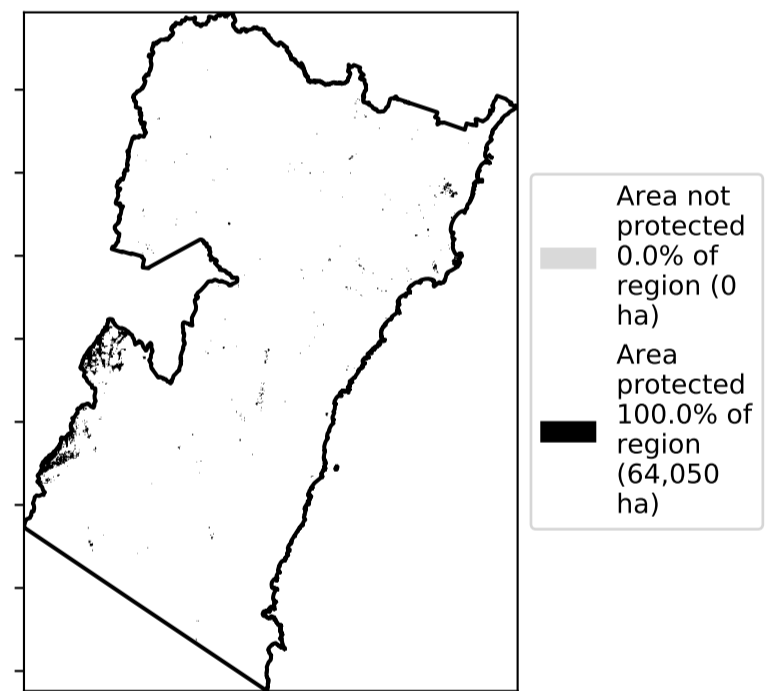 Area not
protected
0.0% of
region (0
ha)
Area
protected
100.0% of
region
(64,050
ha)